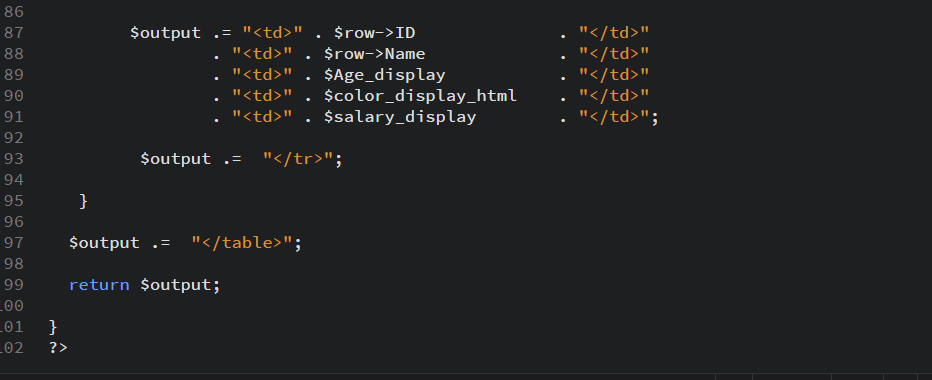 86
87 $output .= "<td>" . $row->ID . "</td>"
88 . "<td>" . $row->Name . "</td>"
89 . "<td>" . $Age_display . "</td>"
90 . "<td>" . $color_display_html . "</td>"
91 . "<td>" . $salary_display . "</td>";
92
93 $output .= "</tr>";
94
95 }
96
97 $output .= "</table>";
98
99 return $output;
00
01 }
02 ?>